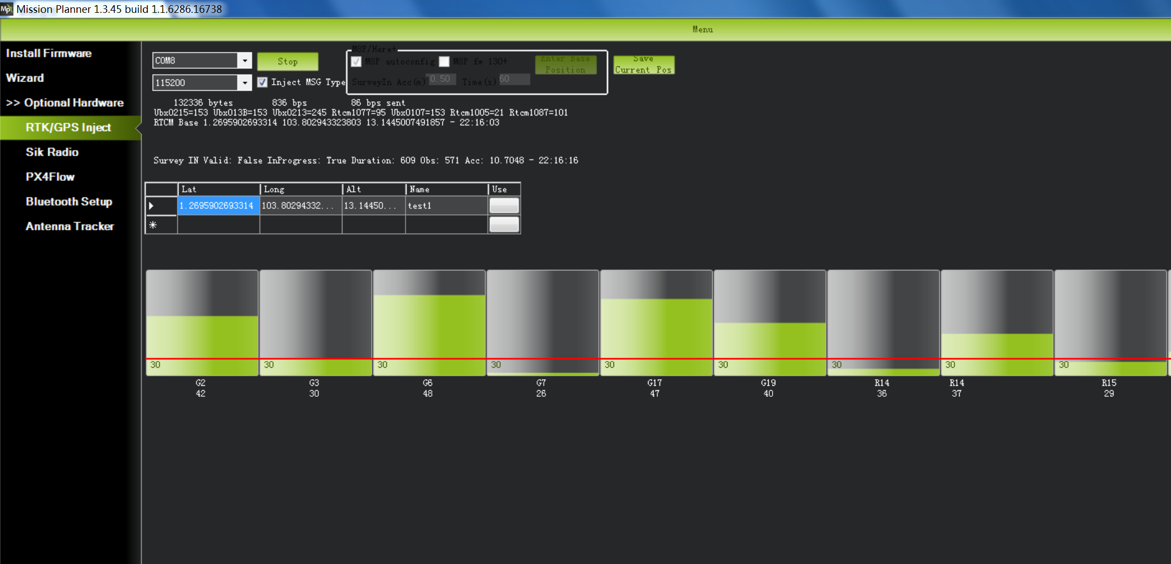 Mission Planner 1.3.45 build 1.1.6286.16738
Menu
Install Firmware
Wizard
>> Optional Hardware
RTK/GPS Inject
Sik Radio
PX4Flow
Bluetooth Setup
Antenna Tracker
COM8
Stop
115200
Inject MSG Type
M8P autoconfig
M8P fw 130+
SurveyIn Acc(m)
0.50
Time(s)
60
Position
Save
Current Pos
132336 bytes 836 bps 86 bps sent
Ubx0215=153 Ubx013B=153 Ubx0213=245 Rtcm1077=95 Ubx0107=153 Rtcm1005=21 Rtcm1087=101
RTCM Base 1.2695902693314 103.802943323803 13.1445007491857 - 22:16:03
Survey IN Valid: False InProgress: True Duration: 609 Obs: 571 Acc: 10.7048 - 22:16:16
Lat Long Alt Name Use
1.2695902693314 103.80294332... 13.14450... test1
30 30 30 30 30 30 30 30 30
G2 G3 G6 G7 G17 G19 R14 R14 R15
42 30 48 26 47 40 36 37 29